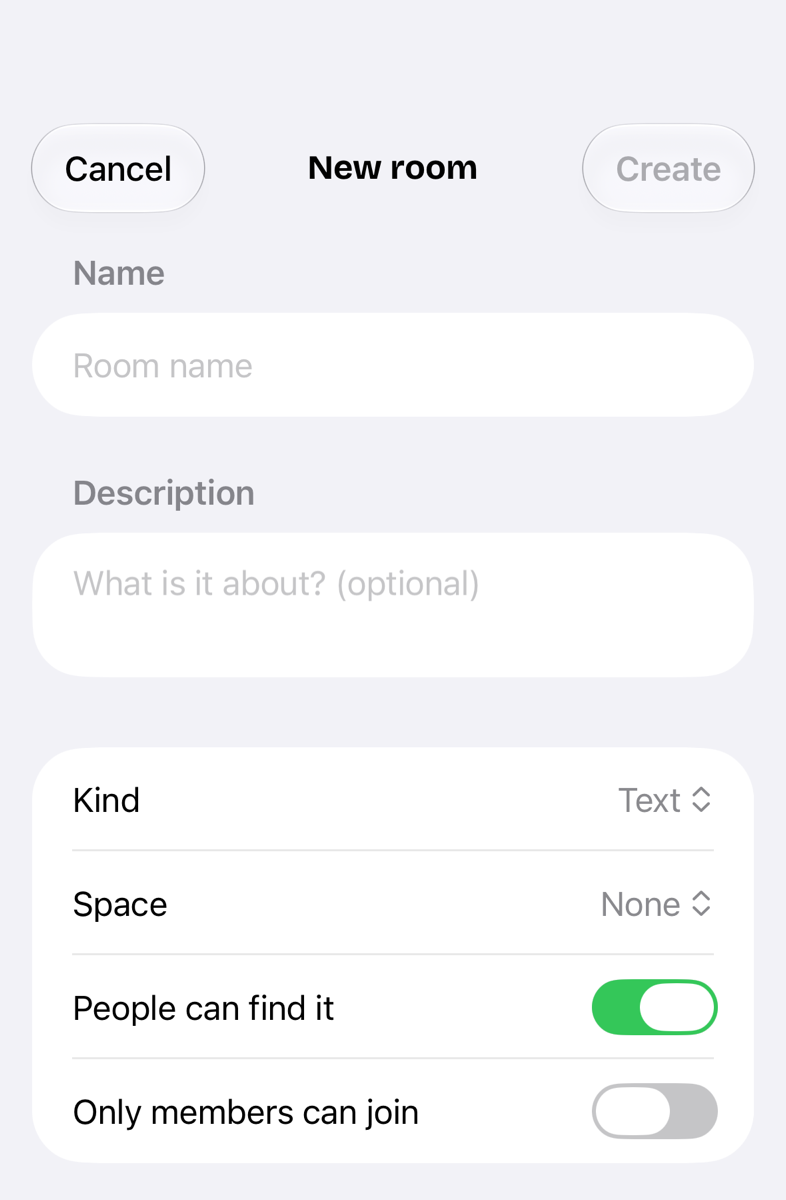 Cancel
New room
Create
Name
Room name
Description
What is it about? (optional)
Kind
Text
Space
None
People can find it
Only members can join